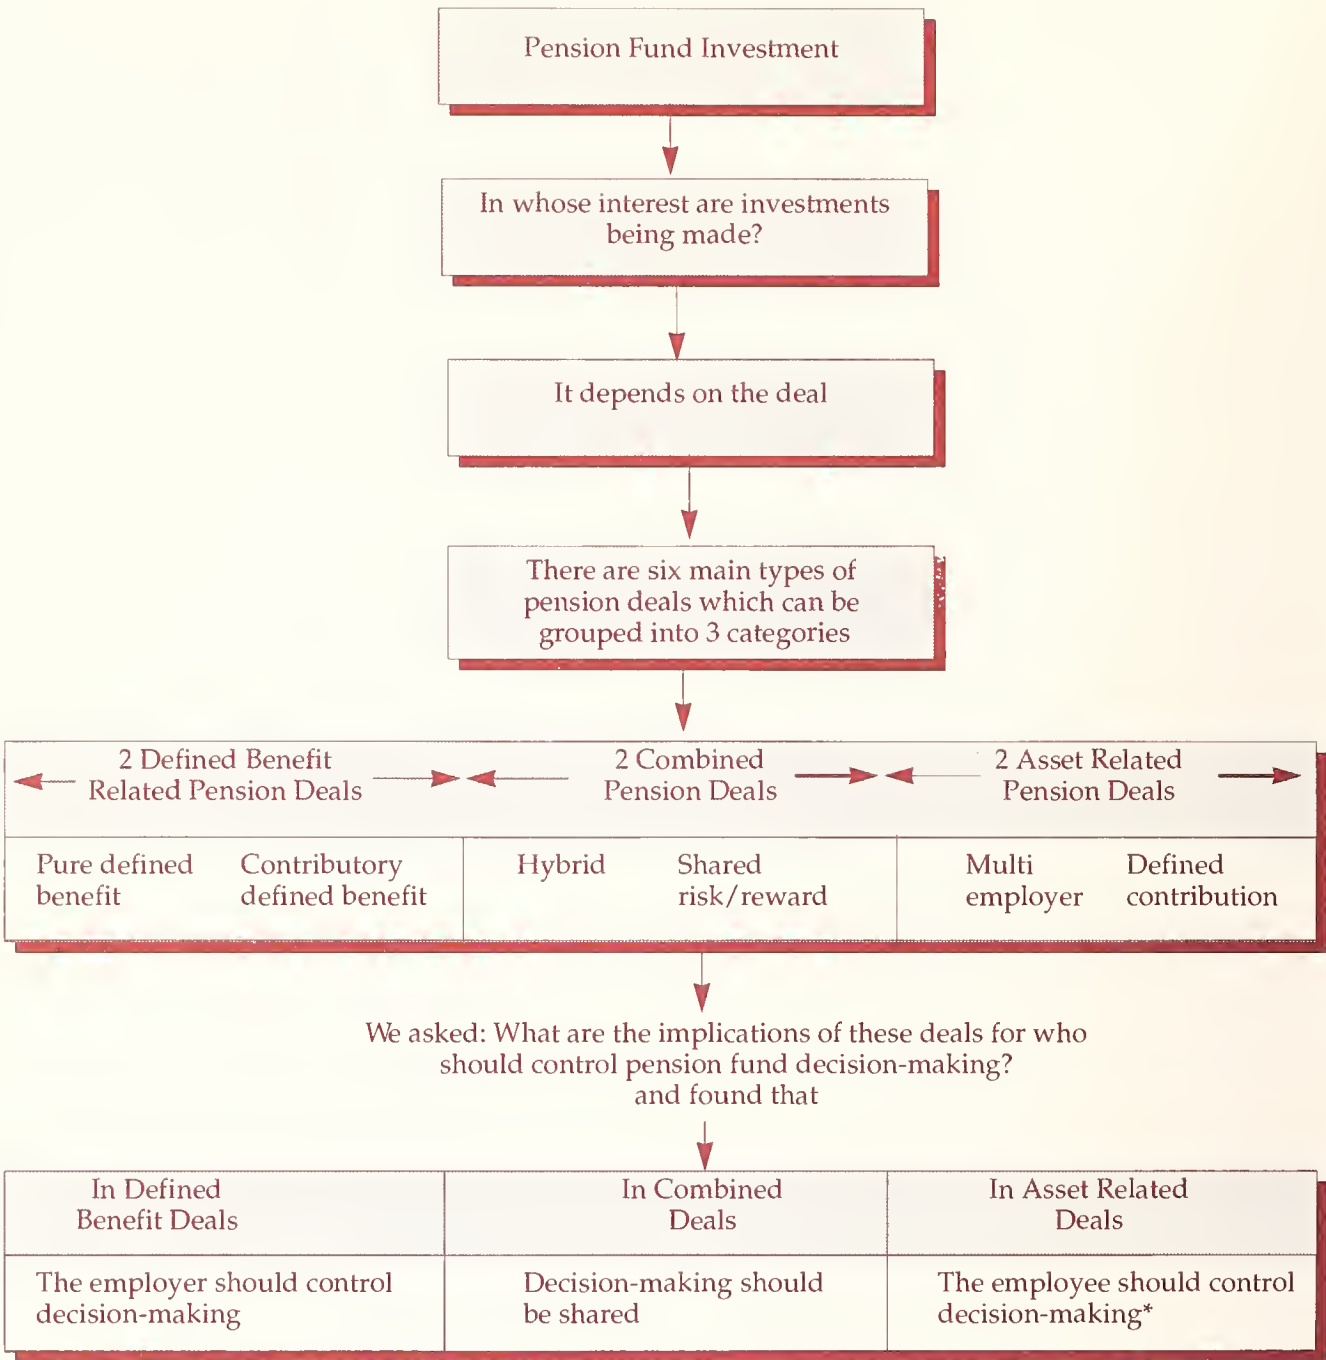 Pension Fund Investment
In whose interest are investments
being made?
It depends on the deal
There are six main types of
pension deals which can be
grouped into 3 categories
2 Defined Benefit
Related Pension Deals
2 Combined
Pension Deals
2 Asset Related
Pension Deals
Pure defined
benefit
Contributory
defined benefit
Hybrid
Shared
risk/reward
Multi
employer
Defined
contribution
We asked: What are the implications of these deals for who
should control pension fund decision-making?
and found that
In Defined
Benefit Deals
In Combined
Deals
In Asset Related
Deals
The employer should control
decision-making
Decision-making should
be shared
The employee should control
decision-making*